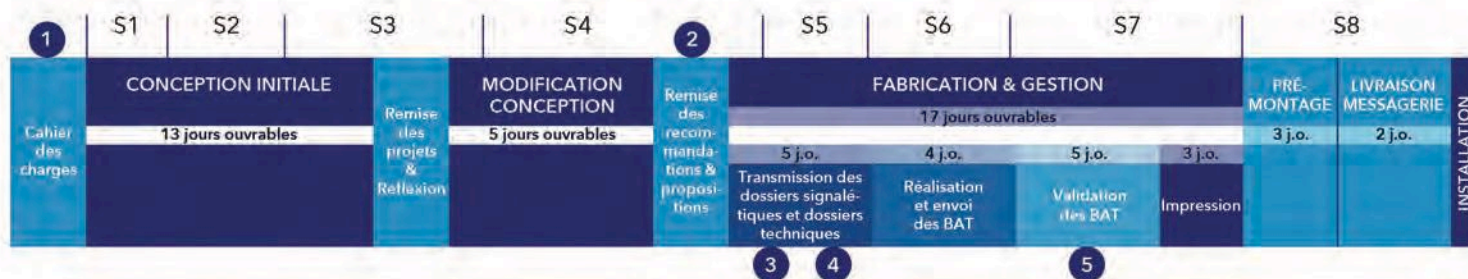 1
S1
S2
S3
S4
2
S5
S6
S7
S8
Cahier
des
charges
CONCEPTION INITIALE
13 jours ouvrables
Remise
des
projets
&
Reflexion
MODIFICATION
CONCEPTION
5 jours ouvrables
Remise
des
recom-
manda-
tions &
proposi-
tions
FABRICATION & GESTION
17 jours ouvrables
5 j.o.
Transmission des
dossiers signalé-
tiques et dossiers
techniques
4 j.o.
Réalisation
et envoi
des BAT
5 j.o.
Validation
des BAT
3 j.o.
Impression
PRÉ-
MONTAGE
3 j.o.
LIVRAISON
MESSAGERIE
2 j.o.
INSTALLATION
3
4
5